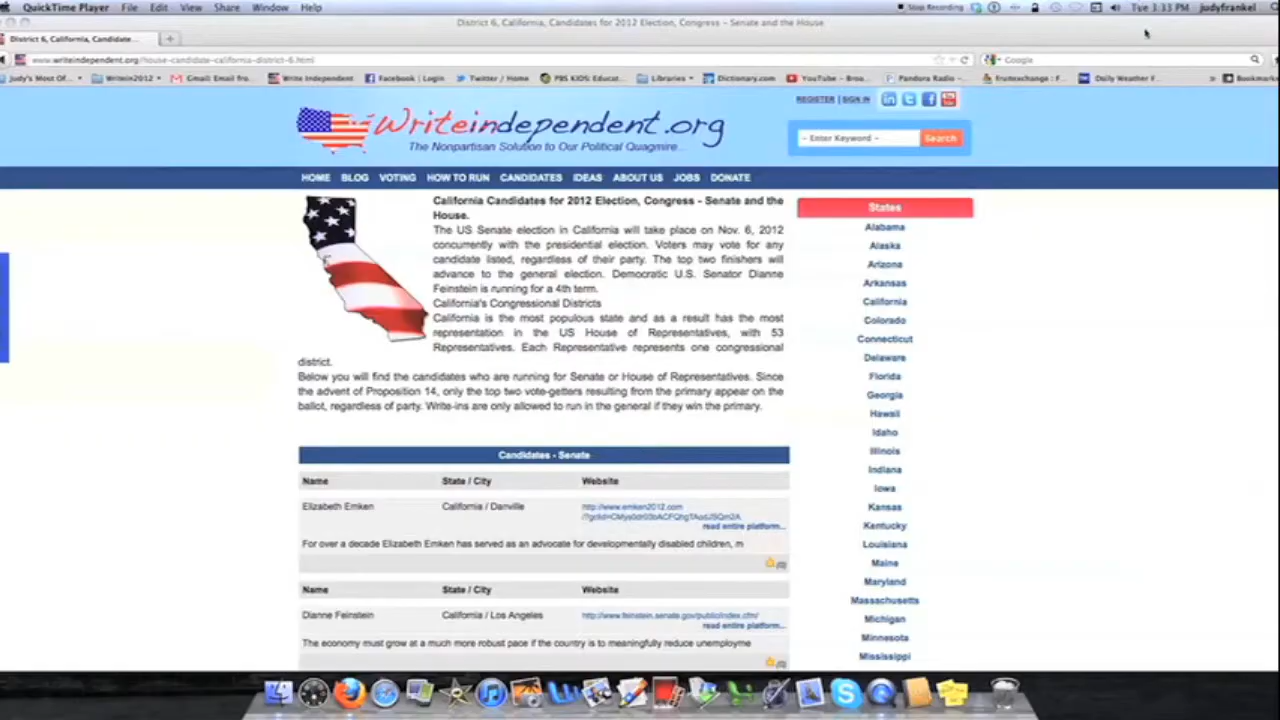 QuickTime Player File Edit View Share Window Help
Stop Recording
Tue 1:33 PM judyfrankel
District 6, California, Candidates for 2012 Election, Congress – Senate and the House
District 6, California, Candidate...
www.writeindependent.org/house-candidate-california-district-6.html
Google
Judy's Most Of...
WriteIn2012
Gmail: Email fro...
Write Independent
Facebook | Login
Twitter / Home
PBS KIDS: Educat...
Libraries
Dictionary.com
YouTube – Broa...
Pandora Radio –...
fruitexchange : F...
Daily Weather F...
Bookmarks
REGISTER | SIGN IN
Writeindependent.org
The Nonpartisan Solution to Our Political Quagmire...
- Enter Keyword -
Search
HOME BLOG VOTING HOW TO RUN CANDIDATES IDEAS ABOUT US JOBS DONATE
California Candidates for 2012 Election, Congress - Senate and the
House.
The US Senate election in California will take place on Nov. 6, 2012
concurrently with the presidential election. Voters may vote for any
candidate listed, regardless of their party. The top two finishers will
advance to the general election. Democratic U.S. Senator Dianne
Feinstein is running for a 4th term.
California's Congressional Districts
California is the most populous state and as a result has the most
representation in the US House of Representatives, with 53
Representatives. Each Representative represents one congressional
district.
Below you will find the candidates who are running for Senate or House of Representatives. Since
the advent of Proposition 14, only the top two vote-getters resulting from the primary appear on the
ballot, regardless of party. Write-ins are only allowed to run in the general if they win the primary.
Candidates - Senate
Name State / City Website
Elizabeth Emken California / Danville http://www.emken2012.com
read entire platform...
For over a decade Elizabeth Emken has served as an advocate for developmentally disabled children, m
(0)
Name State / City Website
Dianne Feinstein California / Los Angeles http://www.feinstein.senate.gov/public/index.cfm/
read entire platform...
The economy must grow at a much more robust pace if the country is to meaningfully reduce unemployme
(0)
States
Alabama
Alaska
Arizona
Arkansas
California
Colorado
Connecticut
Delaware
Florida
Georgia
Hawaii
Idaho
Illinois
Indiana
Iowa
Kansas
Kentucky
Louisiana
Maine
Maryland
Massachusetts
Michigan
Minnesota
Mississippi